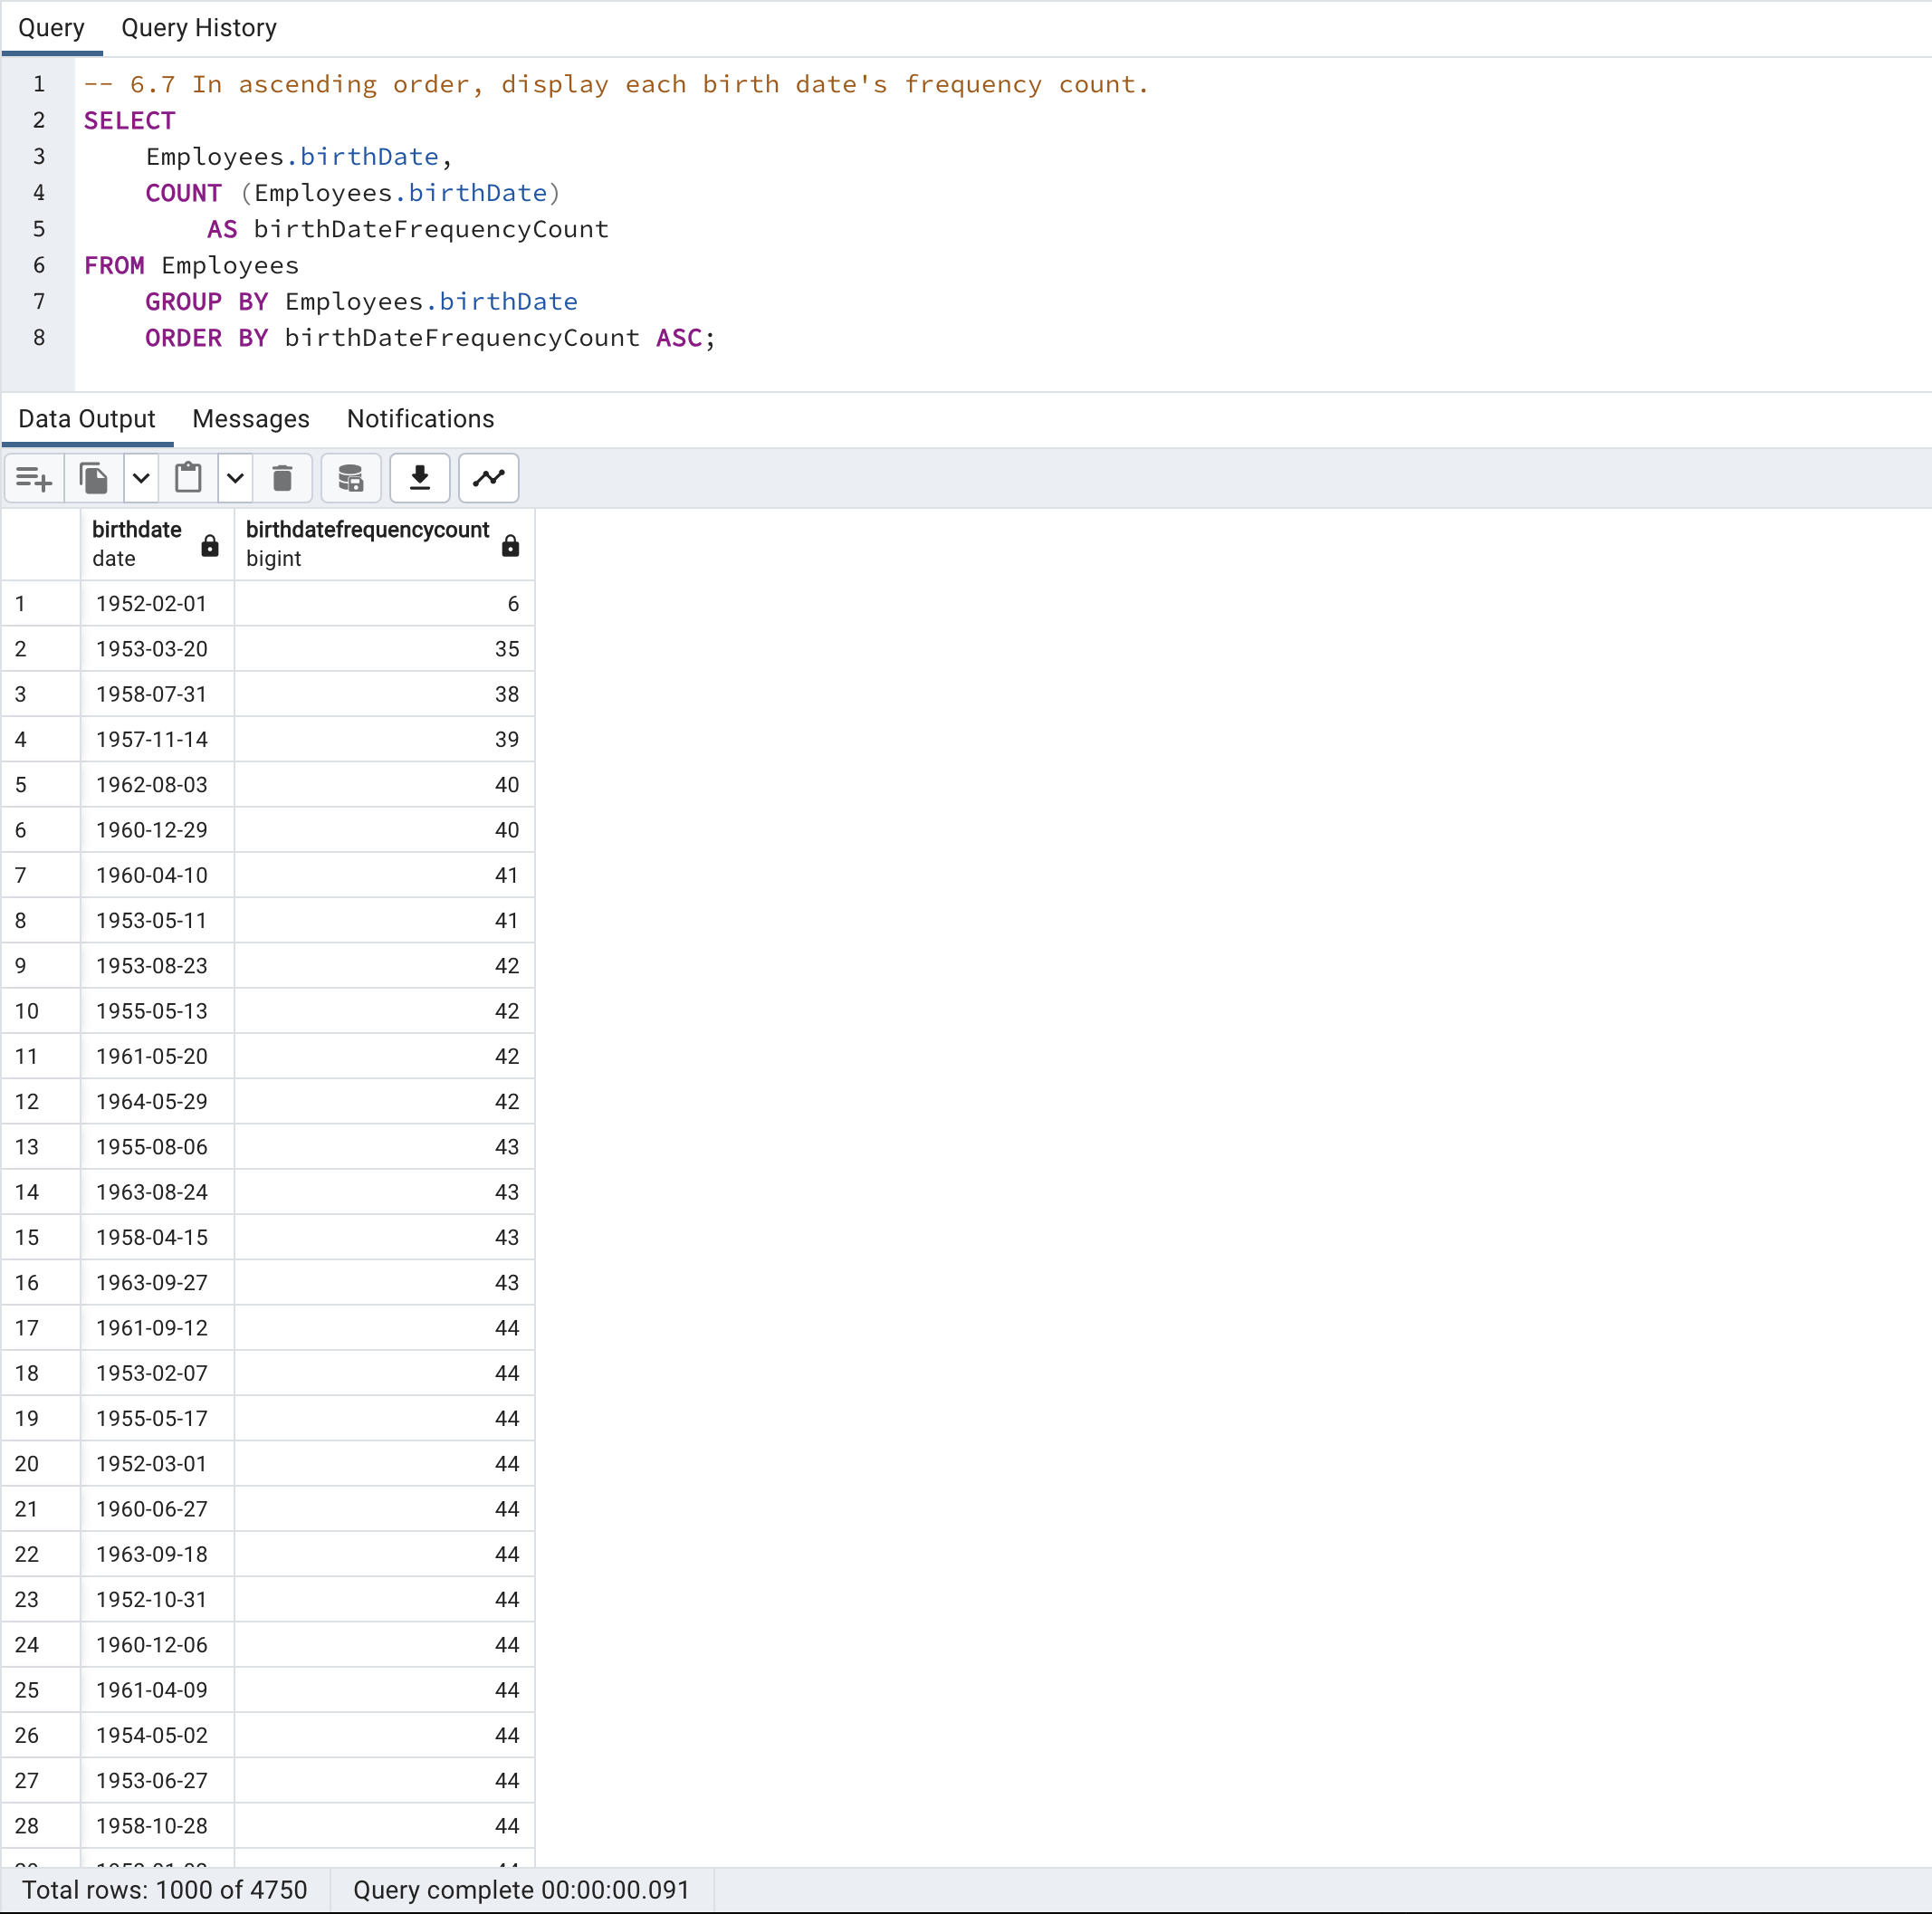 Query Query History
1 -- 6.7 In ascending order, display each birth date's frequency count.
2 SELECT
3 Employees.birthDate,
4 COUNT (Employees.birthDate)
5 AS birthDateFrequencyCount
6 FROM Employees
7 GROUP BY Employees.birthDate
8 ORDER BY birthDateFrequencyCount ASC;
Data Output Messages Notifications
birthdate birthdatefrequencycount
date bigint
1 1952-02-01 6
2 1953-03-20 35
3 1958-07-31 38
4 1957-11-14 39
5 1962-08-03 40
6 1960-12-29 40
7 1960-04-10 41
8 1953-05-11 41
9 1953-08-23 42
10 1955-05-13 42
11 1961-05-20 42
12 1964-05-29 42
13 1955-08-06 43
14 1963-08-24 43
15 1958-04-15 43
16 1963-09-27 43
17 1961-09-12 44
18 1953-02-07 44
19 1955-05-17 44
20 1952-03-01 44
21 1960-06-27 44
22 1963-09-18 44
23 1952-10-31 44
24 1960-12-06 44
25 1961-04-09 44
26 1954-05-02 44
27 1953-06-27 44
28 1958-10-28 44
Total rows: 1000 of 4750 Query complete 00:00:00.091